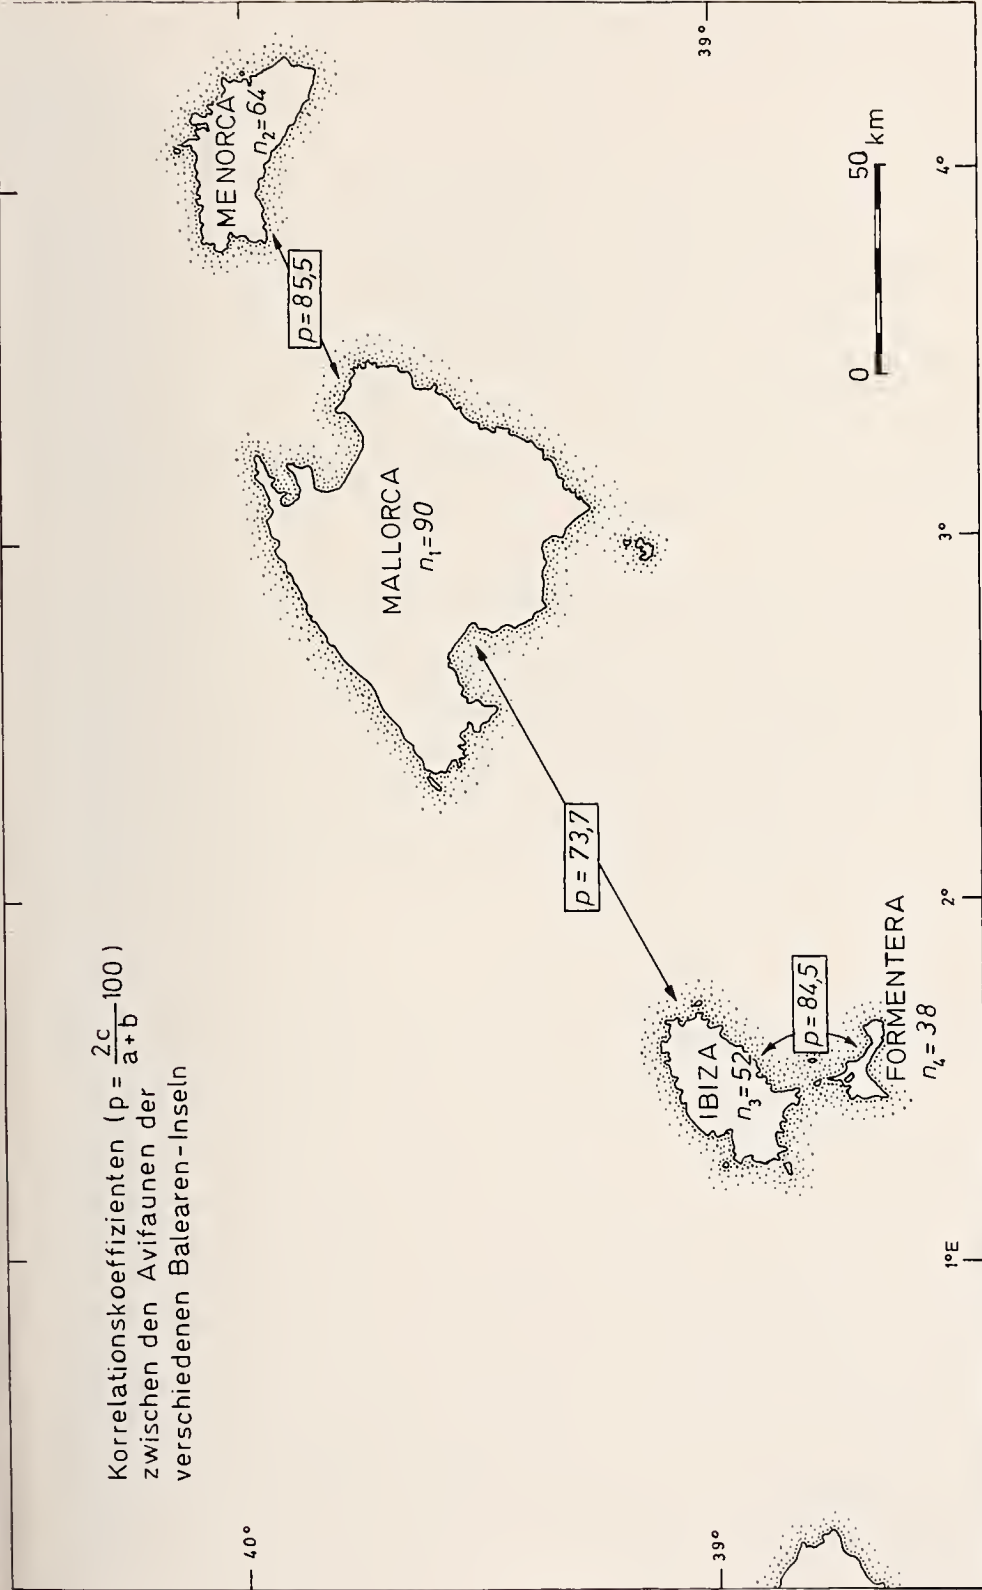 Korrelationskoeffizienten (p = 2c/a+b 100)
zwischen den Avifaunen der
verschiedenen Balearen-Inseln
MENORCA
n₂=64
p=85,5
MALLORCA
n₁=90
p=73,7
IBIZA
n₃=52
p=84,5
FORMENTERA
n₄=38
0 50 km
40°
39°
39°
1°E
2°
3°
4°